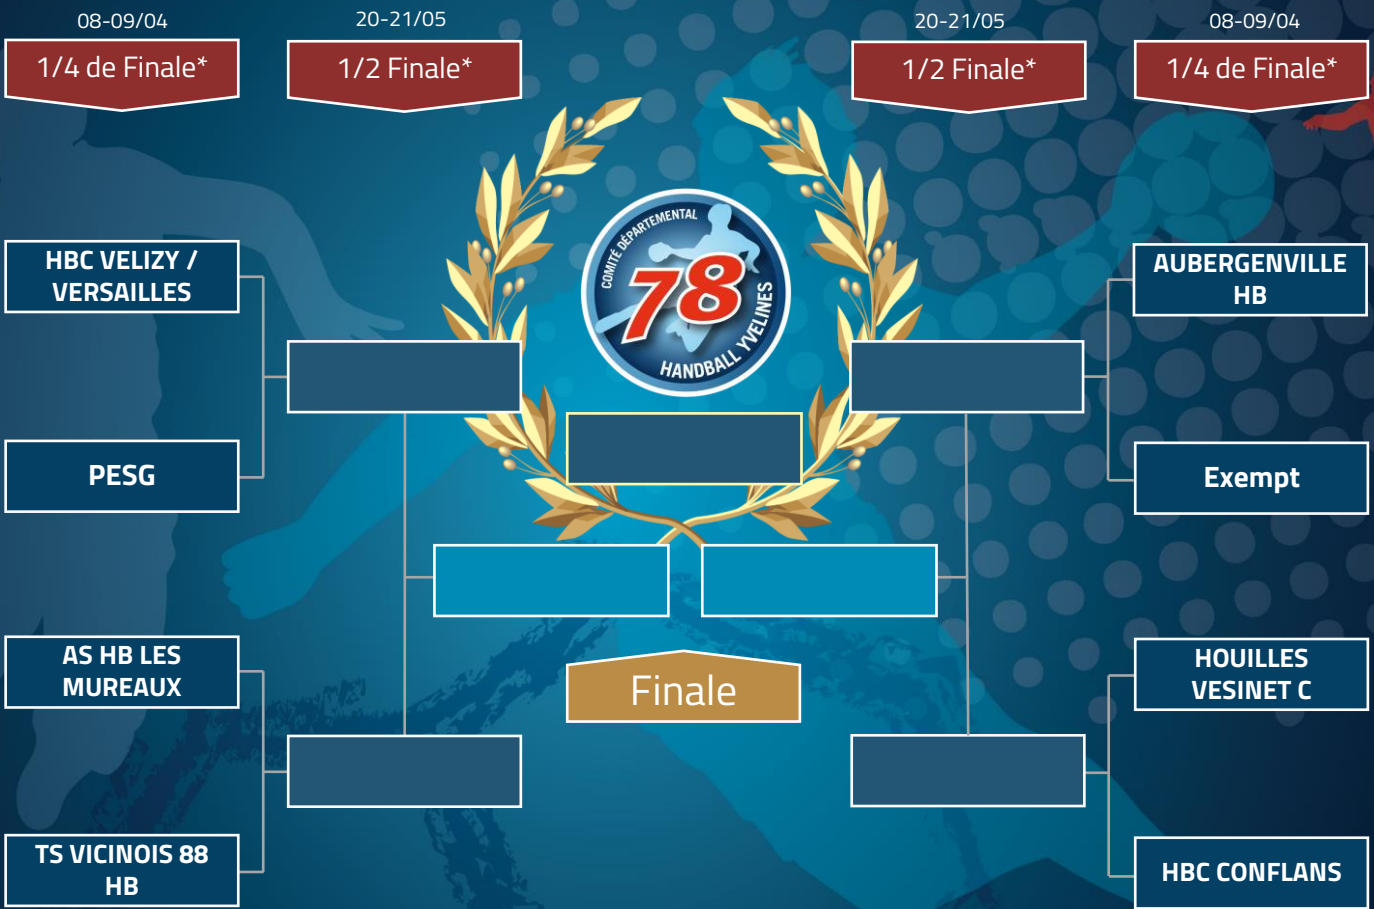 08-09/04
20-21/05
20-21/05
08-09/04
1/4 de Finale*
1/2 Finale*
1/2 Finale*
1/4 de Finale*
COMITÉ DÉPARTEMENTAL
78
HANDBALL YVELINES
HBC VELIZY /
VERSAILLES
AUBERGENVILLE
HB
PESG
Exempt
AS HB LES
MUREAUX
HOUILLES
VESINET C
Finale
TS VICINOIS 88
HB
HBC CONFLANS